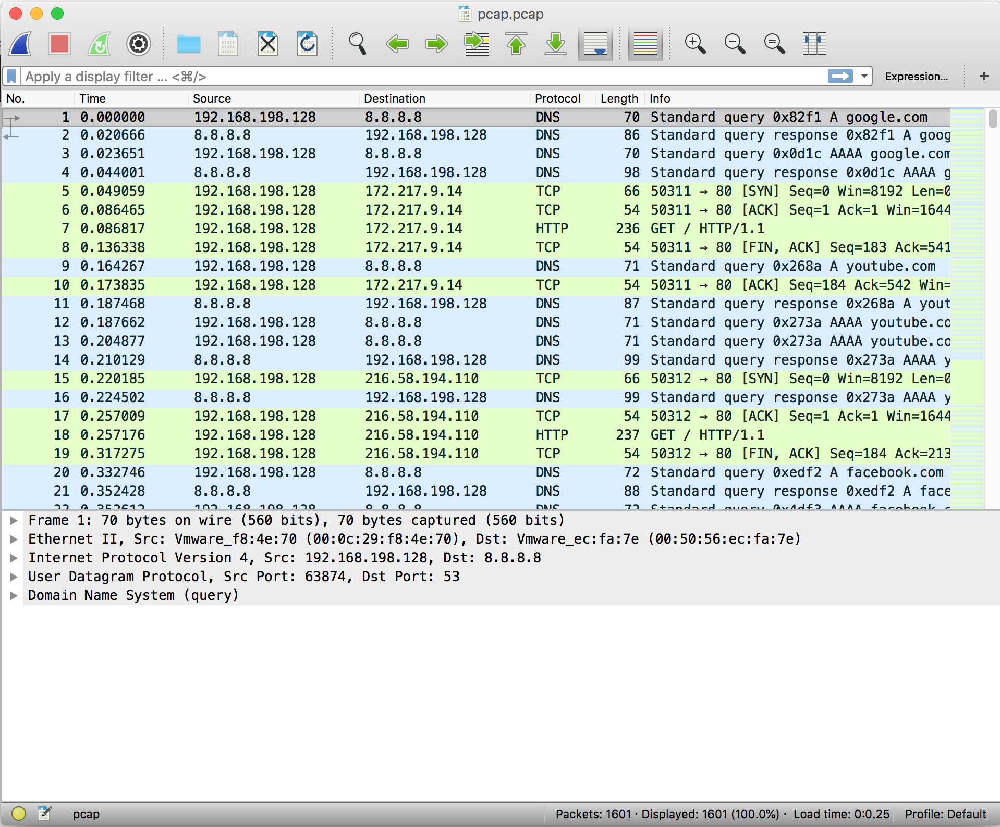 pcap.pcap
Apply a display filter ... <⌘/>
Expression...
+
No. Time Source Destination Protocol Length Info
1 0.000000 192.168.198.128 8.8.8.8 DNS 70 Standard query 0x82f1 A google.com
2 0.020666 8.8.8.8 192.168.198.128 DNS 86 Standard query response 0x82f1 A goog
3 0.023651 192.168.198.128 8.8.8.8 DNS 70 Standard query 0x0d1c AAAA google.com
4 0.044001 8.8.8.8 192.168.198.128 DNS 98 Standard query response 0x0d1c AAAA g
5 0.049059 192.168.198.128 172.217.9.14 TCP 66 50311 → 80 [SYN] Seq=0 Win=8192 Len=0
6 0.086465 192.168.198.128 172.217.9.14 TCP 54 50311 → 80 [ACK] Seq=1 Ack=1 Win=1644
7 0.086817 192.168.198.128 172.217.9.14 HTTP 236 GET / HTTP/1.1
8 0.136338 192.168.198.128 172.217.9.14 TCP 54 50311 → 80 [FIN, ACK] Seq=183 Ack=541
9 0.164267 192.168.198.128 8.8.8.8 DNS 71 Standard query 0x268a A youtube.com
10 0.173835 192.168.198.128 172.217.9.14 TCP 54 50311 → 80 [ACK] Seq=184 Ack=542 Win=
11 0.187468 8.8.8.8 192.168.198.128 DNS 87 Standard query response 0x268a A yout
12 0.187662 192.168.198.128 8.8.8.8 DNS 71 Standard query 0x273a AAAA youtube.co
13 0.204877 192.168.198.128 8.8.8.8 DNS 71 Standard query 0x273a AAAA youtube.co
14 0.210129 8.8.8.8 192.168.198.128 DNS 99 Standard query response 0x273a AAAA y
15 0.220185 192.168.198.128 216.58.194.110 TCP 66 50312 → 80 [SYN] Seq=0 Win=8192 Len=0
16 0.224502 8.8.8.8 192.168.198.128 DNS 99 Standard query response 0x273a AAAA y
17 0.257009 192.168.198.128 216.58.194.110 TCP 54 50312 → 80 [ACK] Seq=1 Ack=1 Win=1644
18 0.257176 192.168.198.128 216.58.194.110 HTTP 237 GET / HTTP/1.1
19 0.317275 192.168.198.128 216.58.194.110 TCP 54 50312 → 80 [FIN, ACK] Seq=184 Ack=213
20 0.332746 192.168.198.128 8.8.8.8 DNS 72 Standard query 0xedf2 A facebook.com
21 0.352428 8.8.8.8 192.168.198.128 DNS 88 Standard query response 0xedf2 A face
22 0.352612 192.168.198.128 8.8.8.8 DNS 72 Standard query 0x4df3 AAAA facebook.c
Frame 1: 70 bytes on wire (560 bits), 70 bytes captured (560 bits)
Ethernet II, Src: Vmware_f8:4e:70 (00:0c:29:f8:4e:70), Dst: Vmware_ec:fa:7e (00:50:56:ec:fa:7e)
Internet Protocol Version 4, Src: 192.168.198.128, Dst: 8.8.8.8
User Datagram Protocol, Src Port: 63874, Dst Port: 53
Domain Name System (query)
pcap
Packets: 1601 · Displayed: 1601 (100.0%) · Load time: 0:0.25
Profile: Default